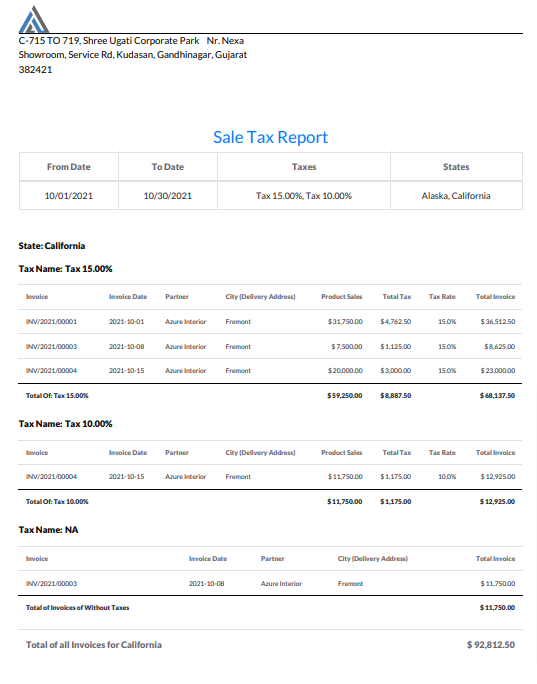 C-715 TO 719, Shree Ugati Corporate Park Nr. Nexa
Showroom, Service Rd, Kudasan, Gandhinagar, Gujarat
382421
Sale Tax Report
From Date To Date Taxes States
10/01/2021 10/30/2021 Tax 15.00%, Tax 10.00% Alaska, California
State: California
Tax Name: Tax 15.00%
Invoice Invoice Date Partner City (Delivery Address) Product Sales Total Tax Tax Rate Total Invoice
INV/2021/00001 2021-10-01 Azure Interior Fremont $31,750.00 $4,762.50 15.0% $36,512.50
INV/2021/00003 2021-10-08 Azure Interior Fremont $7,500.00 $1,125.00 15.0% $8,625.00
INV/2021/00004 2021-10-15 Azure Interior Fremont $20,000.00 $3,000.00 15.0% $23,000.00
Total Of: Tax 15.00% $59,250.00 $8,887.50 $68,137.50
Tax Name: Tax 10.00%
Invoice Invoice Date Partner City (Delivery Address) Product Sales Total Tax Tax Rate Total Invoice
INV/2021/00004 2021-10-15 Azure Interior Fremont $11,750.00 $1,175.00 10.0% $12,925.00
Total Of: Tax 10.00% $11,750.00 $1,175.00 $12,925.00
Tax Name: NA
Invoice Invoice Date Partner City (Delivery Address) Total Invoice
INV/2021/00003 2021-10-08 Azure Interior Fremont $11,750.00
Total of Invoices of Without Taxes $11,750.00
Total of all Invoices for California $ 92,812.50